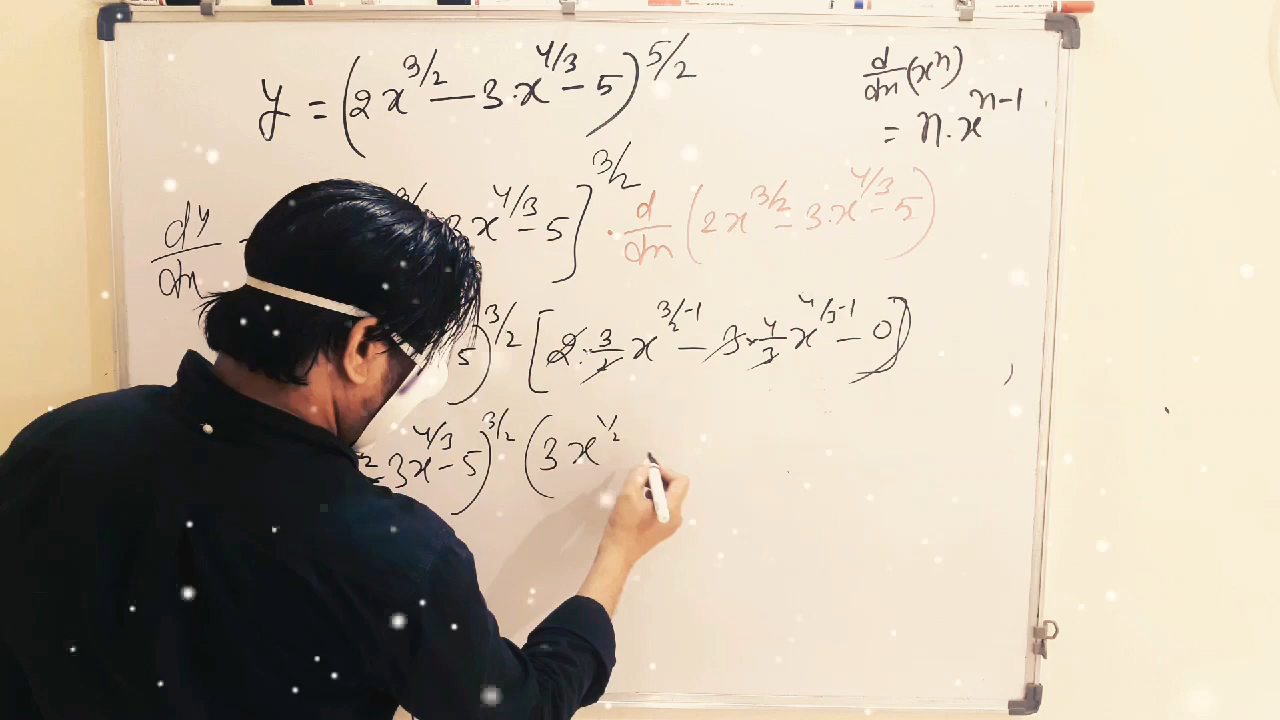 y = (2x^{3/2} - 3·x^{4/3} - 5)^{5/2}
d/dx (x^n)
= n·x^{n-1}
dy/dx 3x^{4/3} - 5]^{3/2} · d/dx (2x^{3/2} - 3·x^{4/3} - 5)
5)^{3/2} [2·3/2 x^{3/2-1} - 3×4/3 x^{4/3-1} - 0]
- 3x^{4/3} - 5)^{3/2} (3x^{1/2}